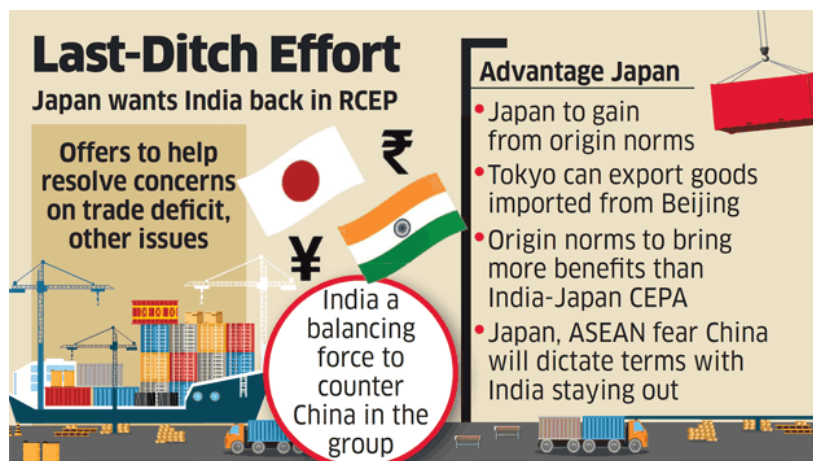 Last-Ditch Effort
Japan wants India back in RCEP
Offers to help
resolve concerns
on trade deficit,
other issues
₹
¥
India a
balancing
force to
counter
China in the
group
Advantage Japan
• Japan to gain
from origin norms
• Tokyo can export goods
imported from Beijing
• Origin norms to bring
more benefits than
India-Japan CEPA
• Japan, ASEAN fear China
will dictate terms with
India staying out